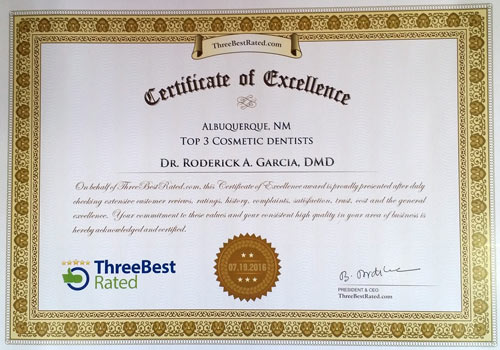 ThreeBestRated.com
Certificate of Excellence
ALBUQUERQUE, NM
TOP 3 COSMETIC DENTISTS
DR. RODERICK A. GARCIA, DMD
On behalf of ThreeBestRated.com, this Certificate of Excellence award is proudly presented after duly
checking extensive customer reviews, ratings, history, complaints, satisfaction, trust, cost and the general
excellence. Your commitment to these values and your consistent high quality in your area of business is
hereby acknowledged and certified.
ThreeBest
Rated
07.19.2016
PRESIDENT & CEO
ThreeBestRated.com